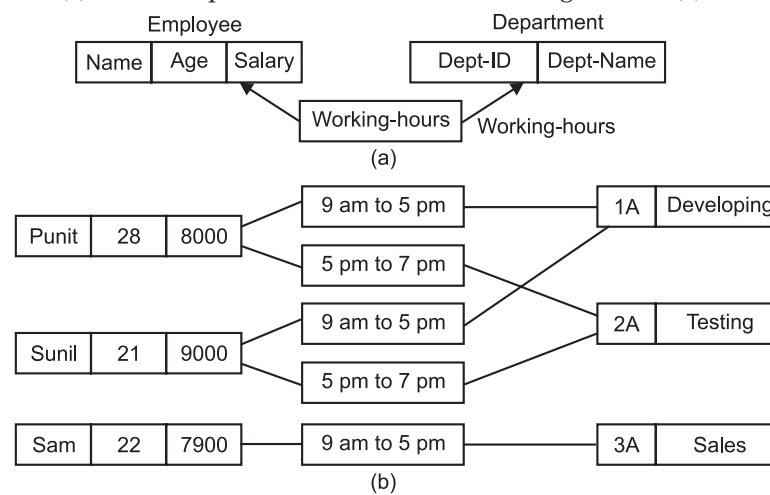 Employee
Department
Name Age Salary
Dept-ID Dept-Name
Working-hours
Working-hours
(a)
9 am to 5 pm
1A Developing
Punit 28 8000
5 pm to 7 pm
9 am to 5 pm
2A Testing
Sunil 21 9000
5 pm to 7 pm
Sam 22 7900
9 am to 5 pm
3A Sales
(b)